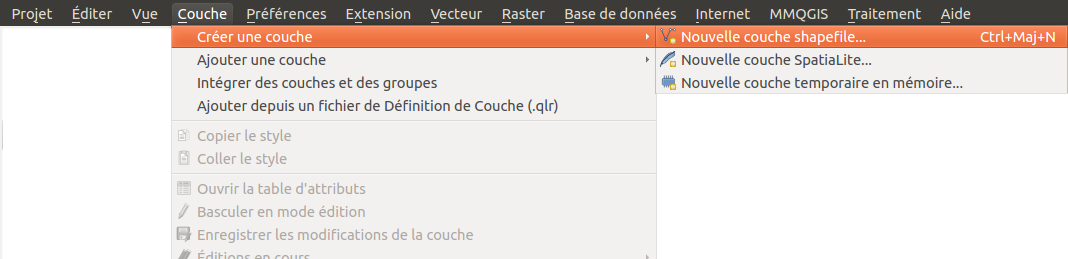 Projet Éditer Vue Couche Préférences Extension Vecteur Raster Base de données Internet MMQGIS Traitement Aide
Créer une couche
Nouvelle couche shapefile... Ctrl+Maj+N
Ajouter une couche
Nouvelle couche SpatiaLite...
Intégrer des couches et des groupes
Nouvelle couche temporaire en mémoire...
Ajouter depuis un fichier de Définition de Couche (.qlr)
Copier le style
Coller le style
Ouvrir la table d'attributs
Basculer en mode édition
Enregistrer les modifications de la couche
Éditions en cours